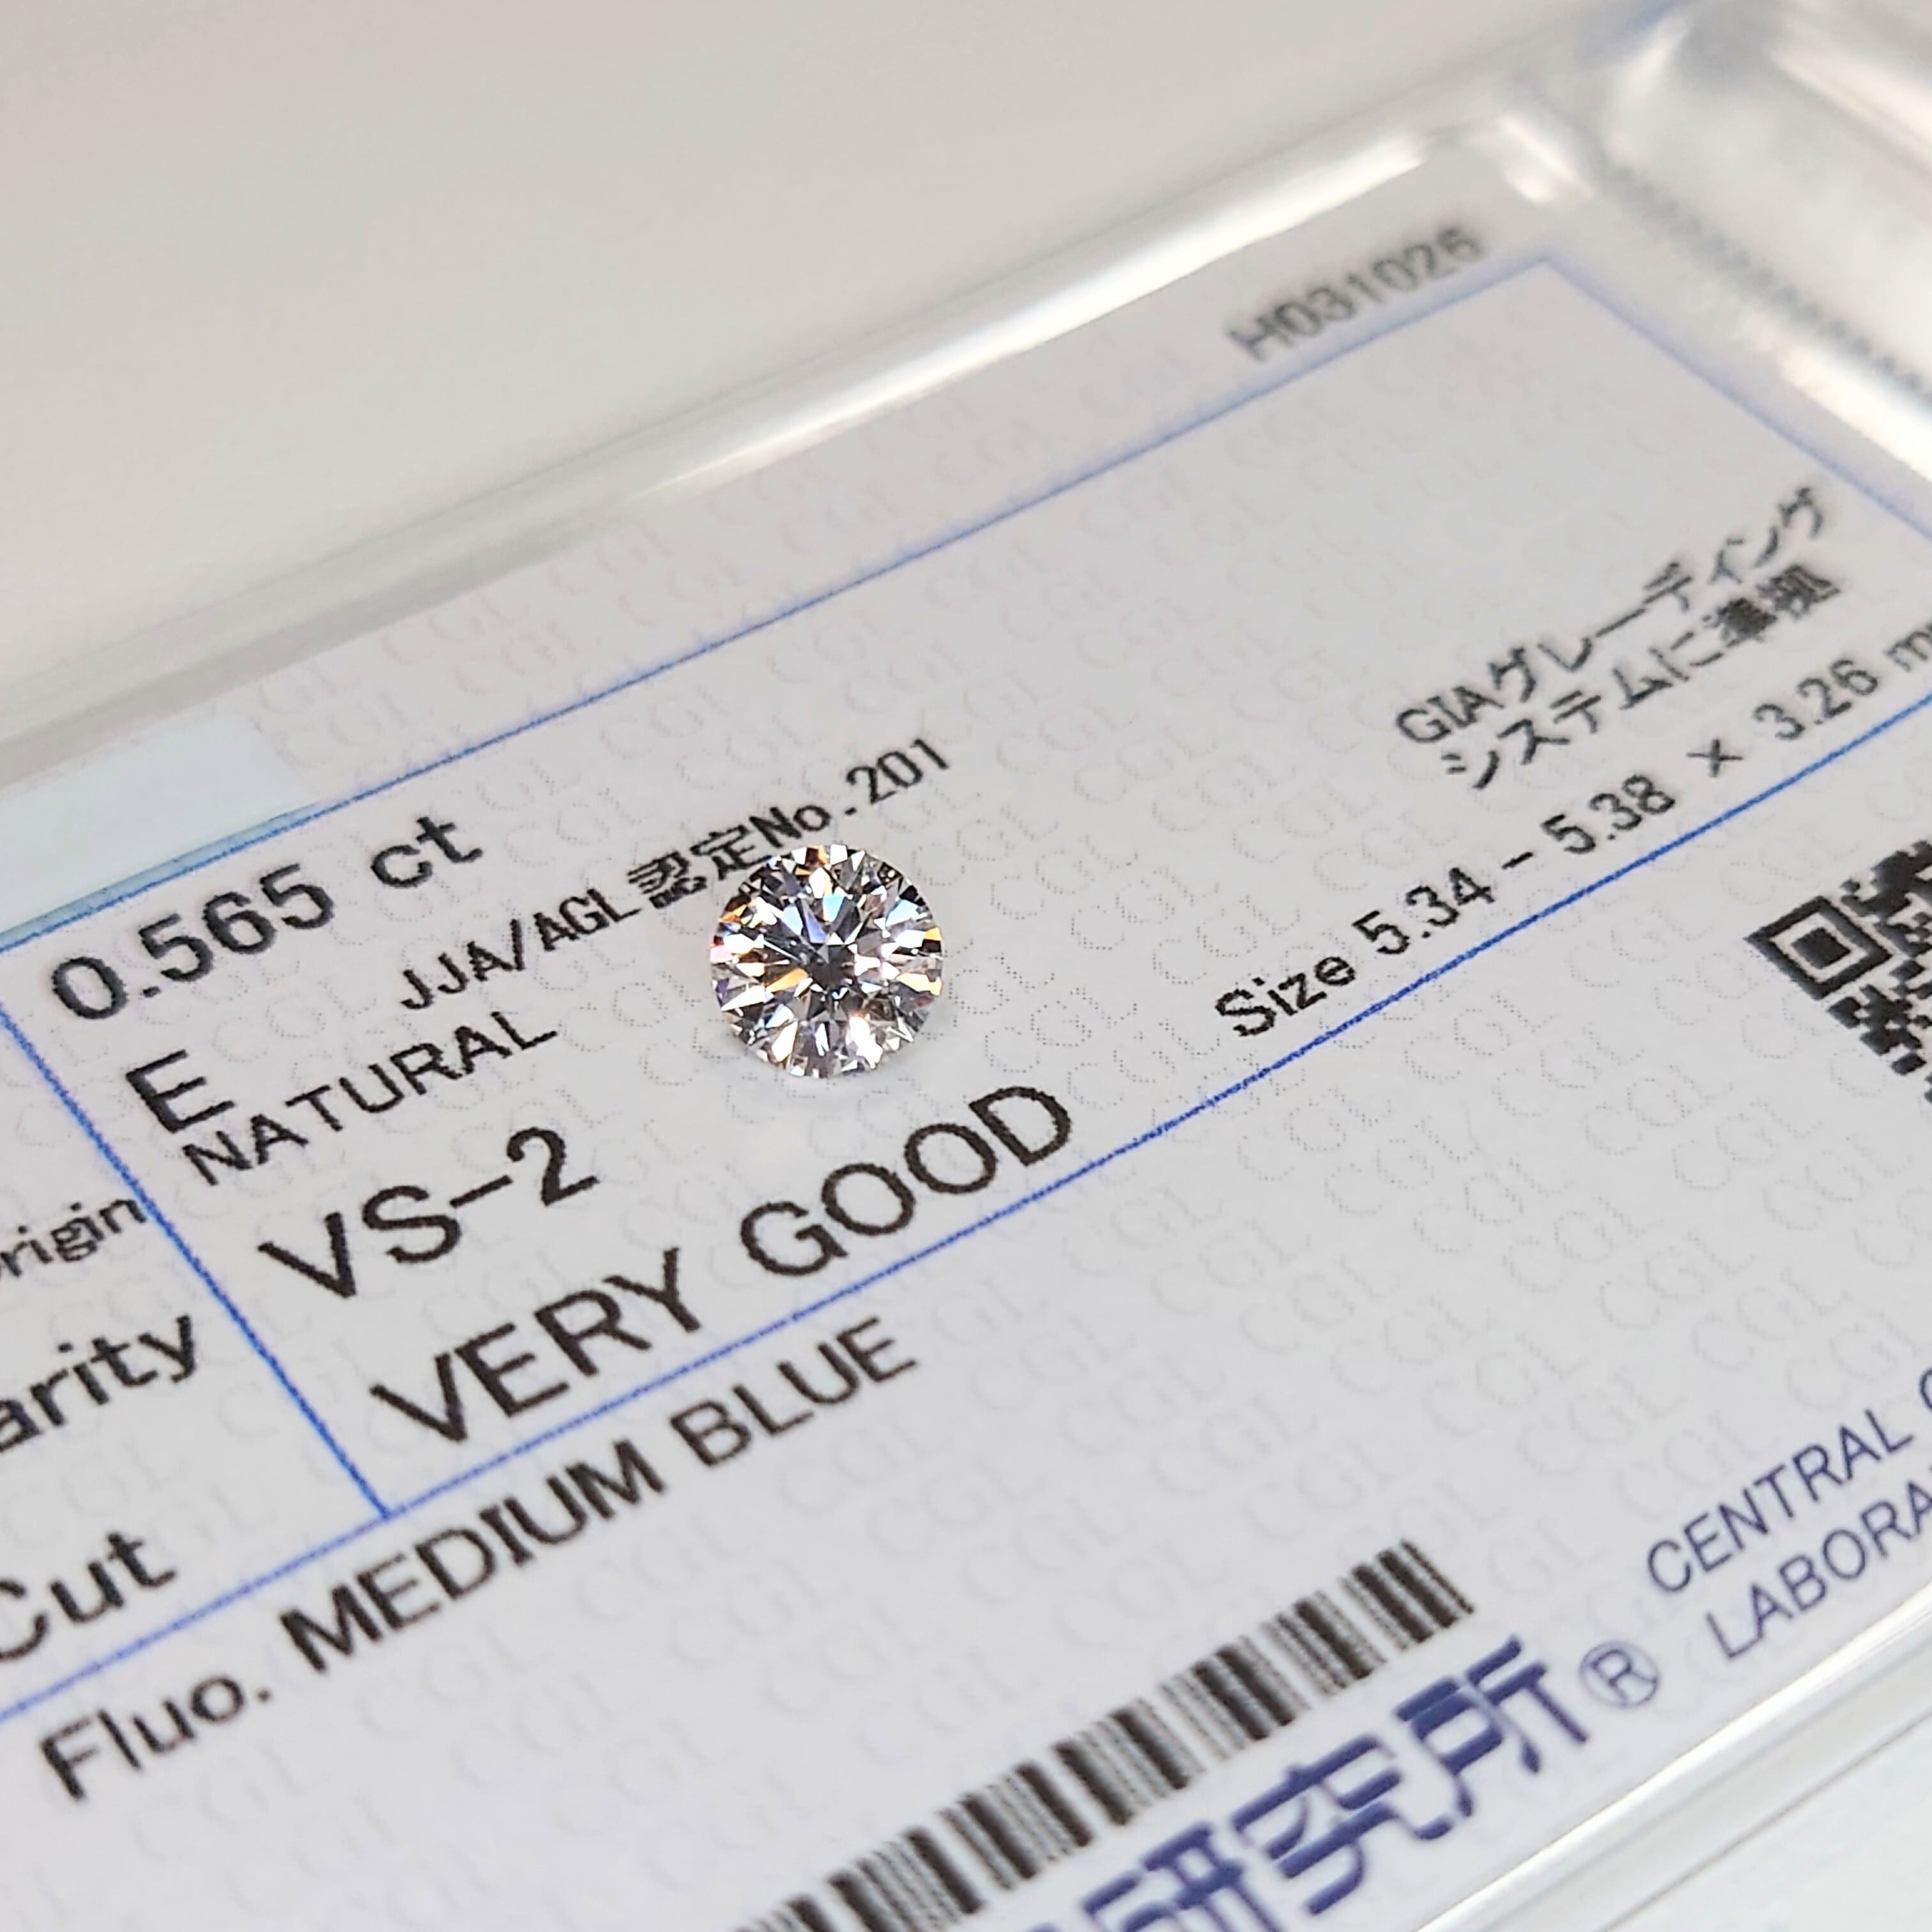 H031026
0.565 ct
JJA/AGL認定No.201
GIAグレーディング
システムに準拠
E
NATURAL
Size 5.34 - 5.38 × 3.26 m
rigin
VS-2
arity
VERY GOOD
Cut
Fluo. MEDIUM BLUE
CENTRAL
LABORA
研究所®